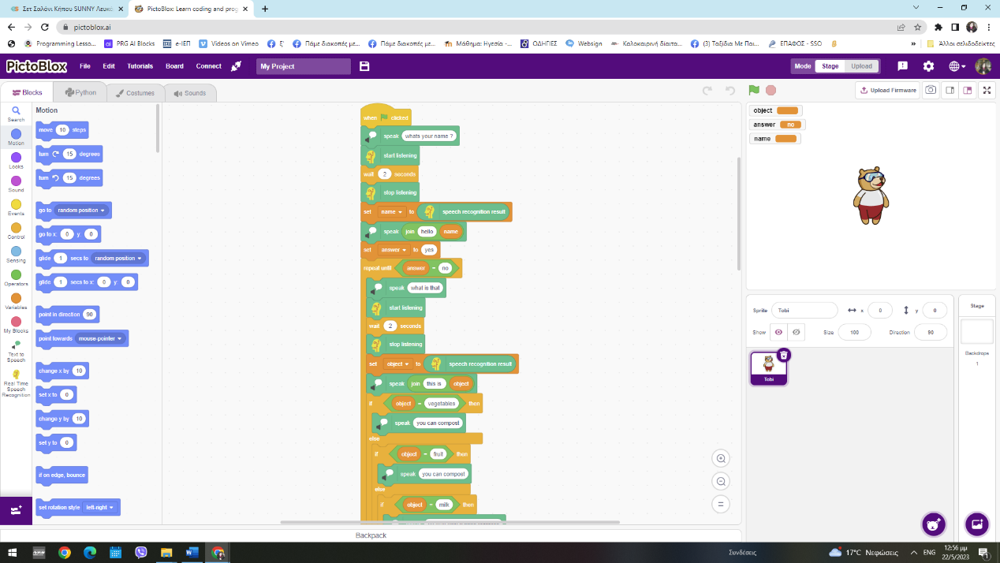 Σετ Σαλόνι Κήπου SUNNY Λευκό
PictoBlox: Learn coding and prog
pictoblox.ai
Programming Lesso...
PRG AI Blocks
e-ΙΕΠ
Videos on Vimeo
ξ'
Πάμε διακοπές με...
Πάμε διακοπές με...
Μάθημα: Ηγεσία -...
ΟΔΗΓΙΕΣ
Websign
Καλοκαιρινή δίαιτα...
(3) Ταξίδια Με Παι...
ΕΠΑΦΟΣ - SSO
»
Άλλοι σελιδοδείκτες
PictoBlox
File
Edit
Tutorials
Board
Connect
My Project
Mode
Stage
Upload
Blocks
Python
Costumes
Sounds
Upload Firmware
Search
Motion
Looks
Sound
Events
Control
Sensing
Operators
Variables
My Blocks
Text to
Speech
Real Time
Speech
Recognition
Motion
move 10 steps
turn 15 degrees
turn 15 degrees
go to random position
go to x: 0 y: 0
glide 1 secs to random position
glide 1 secs to x: 0 y: 0
point in direction 90
point towards mouse-pointer
change x by 10
set x to 0
change y by 10
set y to 0
if on edge, bounce
set rotation style left-right
when clicked
speak whats your name ?
start listening
wait 2 seconds
stop listening
set name to speech recognition result
speak join hello name
set answer to yes
repeat until answer = no
speak what is that
start listening
wait 2 seconds
stop listening
set object to speech recognition result
speak join this is object
if object = vegetables then
speak you can compost
else
if object = fruit then
speak you can compost
else
if object = milk then
object
answer no
name
Sprite Tobi x 0 y 0
Show Size 100 Direction 90
Tobi
Stage
Backdrops
1
Backpack
Συνδέσεις
17°C Νεφώσεις
ENG
12:56 μμ
22/5/2023
1